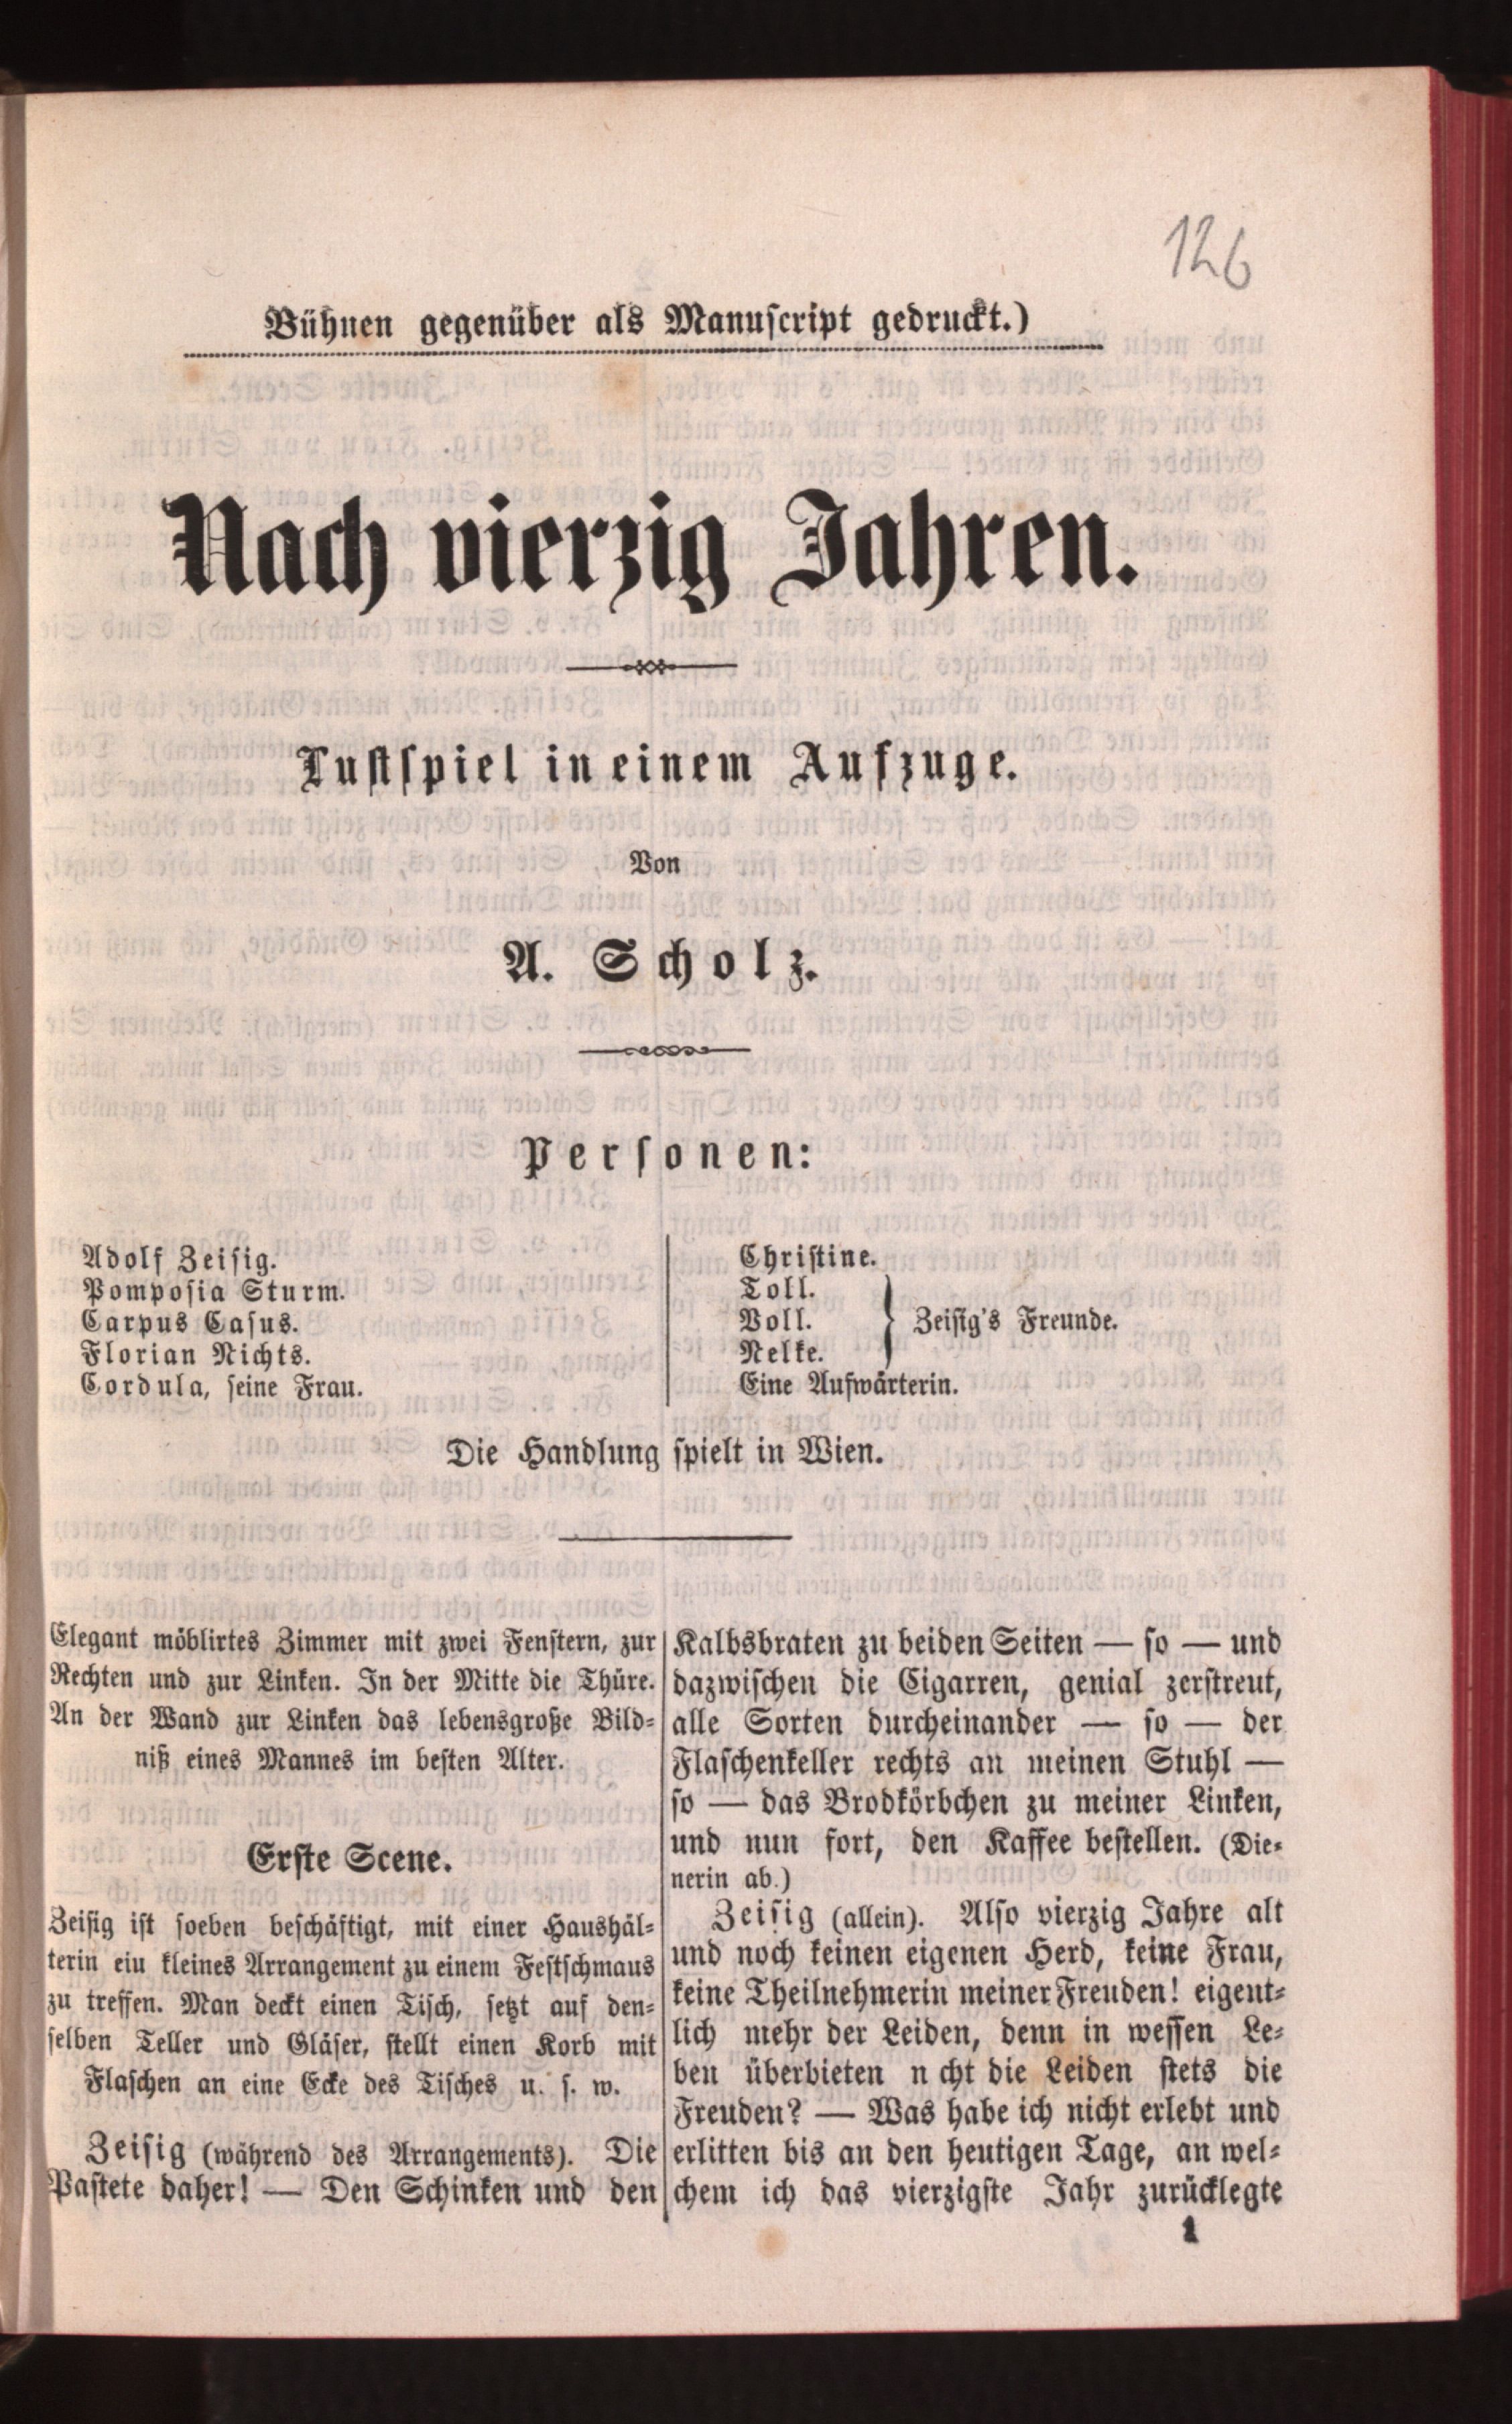 126
Bühnen gegenüber als Manuscript gedruckt.)
Nach vierzig Jahren.
Lustspiel in einem Aufzuge.
Von
A. Scholz.
Personen:
Adolf Zeisig.
Pomposia Sturm.
Carpus Casus.
Florian Nichts.
Cordula, seine Frau.
Christine.
Toll.
Voll.
Nelke.
Zeisig's Freunde.
Eine Aufwärterin.
Die Handlung spielt in Wien.
Elegant möblirtes Zimmer mit zwei Fenstern, zur
Rechten und zur Linken. In der Mitte die Thüre.
An der Wand zur Linken das lebensgroße Bild-
niß eines Mannes im besten Alter.
Erste Scene.
Zeisig ist soeben beschäftigt, mit einer Haushäl-
terin ein kleines Arrangement zu einem Festschmaus
zu treffen. Man deckt einen Tisch, setzt auf den-
selben Teller und Gläser, stellt einen Korb mit
Flaschen an eine Ecke des Tisches u. s. w.
Zeisig (während des Arrangements). Die
Pastete daher! — Den Schinken und den
Kalbsbraten zu beiden Seiten — so — und
dazwischen die Cigarren, genial zerstreut,
alle Sorten durcheinander — so — der
Flaschenkeller rechts an meinen Stuhl —
so — das Brodkörbchen zu meiner Linken,
und nun fort, den Kaffee bestellen. (Die-
nerin ab.)
Zeisig (allein). Also vierzig Jahre alt
und noch keinen eigenen Herd, keine Frau,
keine Theilnehmerin meiner Freuden! eigent-
lich mehr der Leiden, denn in wessen Le-
ben überbieten n cht die Leiden stets die
Freuden? — Was habe ich nicht erlebt und
erlitten bis an den heutigen Tage, an wel-
chem ich das vierzigste Jahr zurücklegte
1